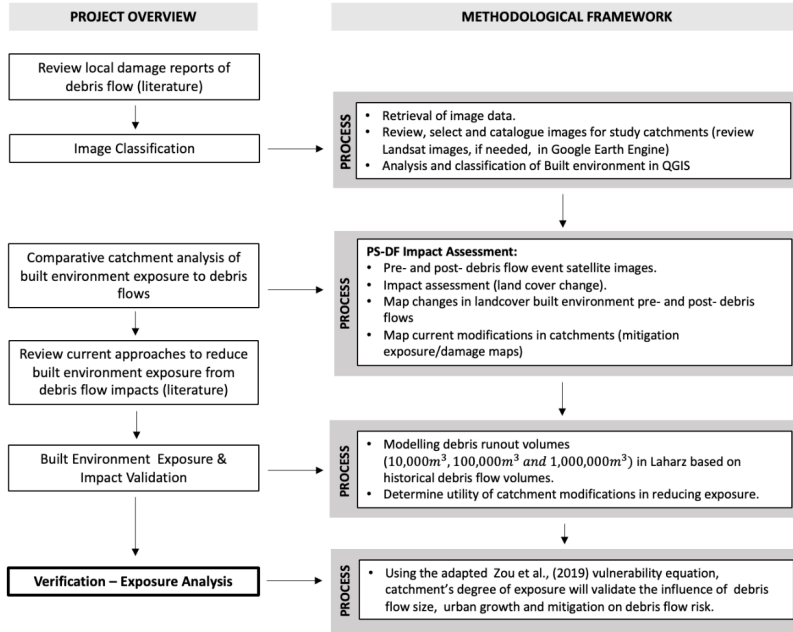 PROJECT OVERVIEW
METHODOLOGICAL FRAMEWORK
Review local damage reports of
debris flow (literature)
Image Classification
PROCESS
• Retrieval of image data.
• Review, select and catalogue images for study catchments (review
Landsat images, if needed, in Google Earth Engine)
• Analysis and classification of Built environment in QGIS
Comparative catchment analysis of
built environment exposure to debris
flows
PROCESS
PS-DF Impact Assessment:
• Pre- and post- debris flow event satellite images.
• Impact assessment (land cover change).
• Map changes in landcover built environment pre- and post- debris
flows
• Map current modifications in catchments (mitigation
exposure/damage maps)
Review current approaches to reduce
built environment exposure from
debris flow impacts (literature)
Built Environment Exposure &
Impact Validation
PROCESS
• Modelling debris runout volumes
(10,000m³, 100,000m³ and 1,000,000m³) in Laharz based on
historical debris flow volumes.
• Determine utility of catchment modifications in reducing exposure.
Verification – Exposure Analysis
PROCESS
• Using the adapted Zou et al., (2019) vulnerability equation,
catchment's degree of exposure will validate the influence of debris
flow size, urban growth and mitigation on debris flow risk.